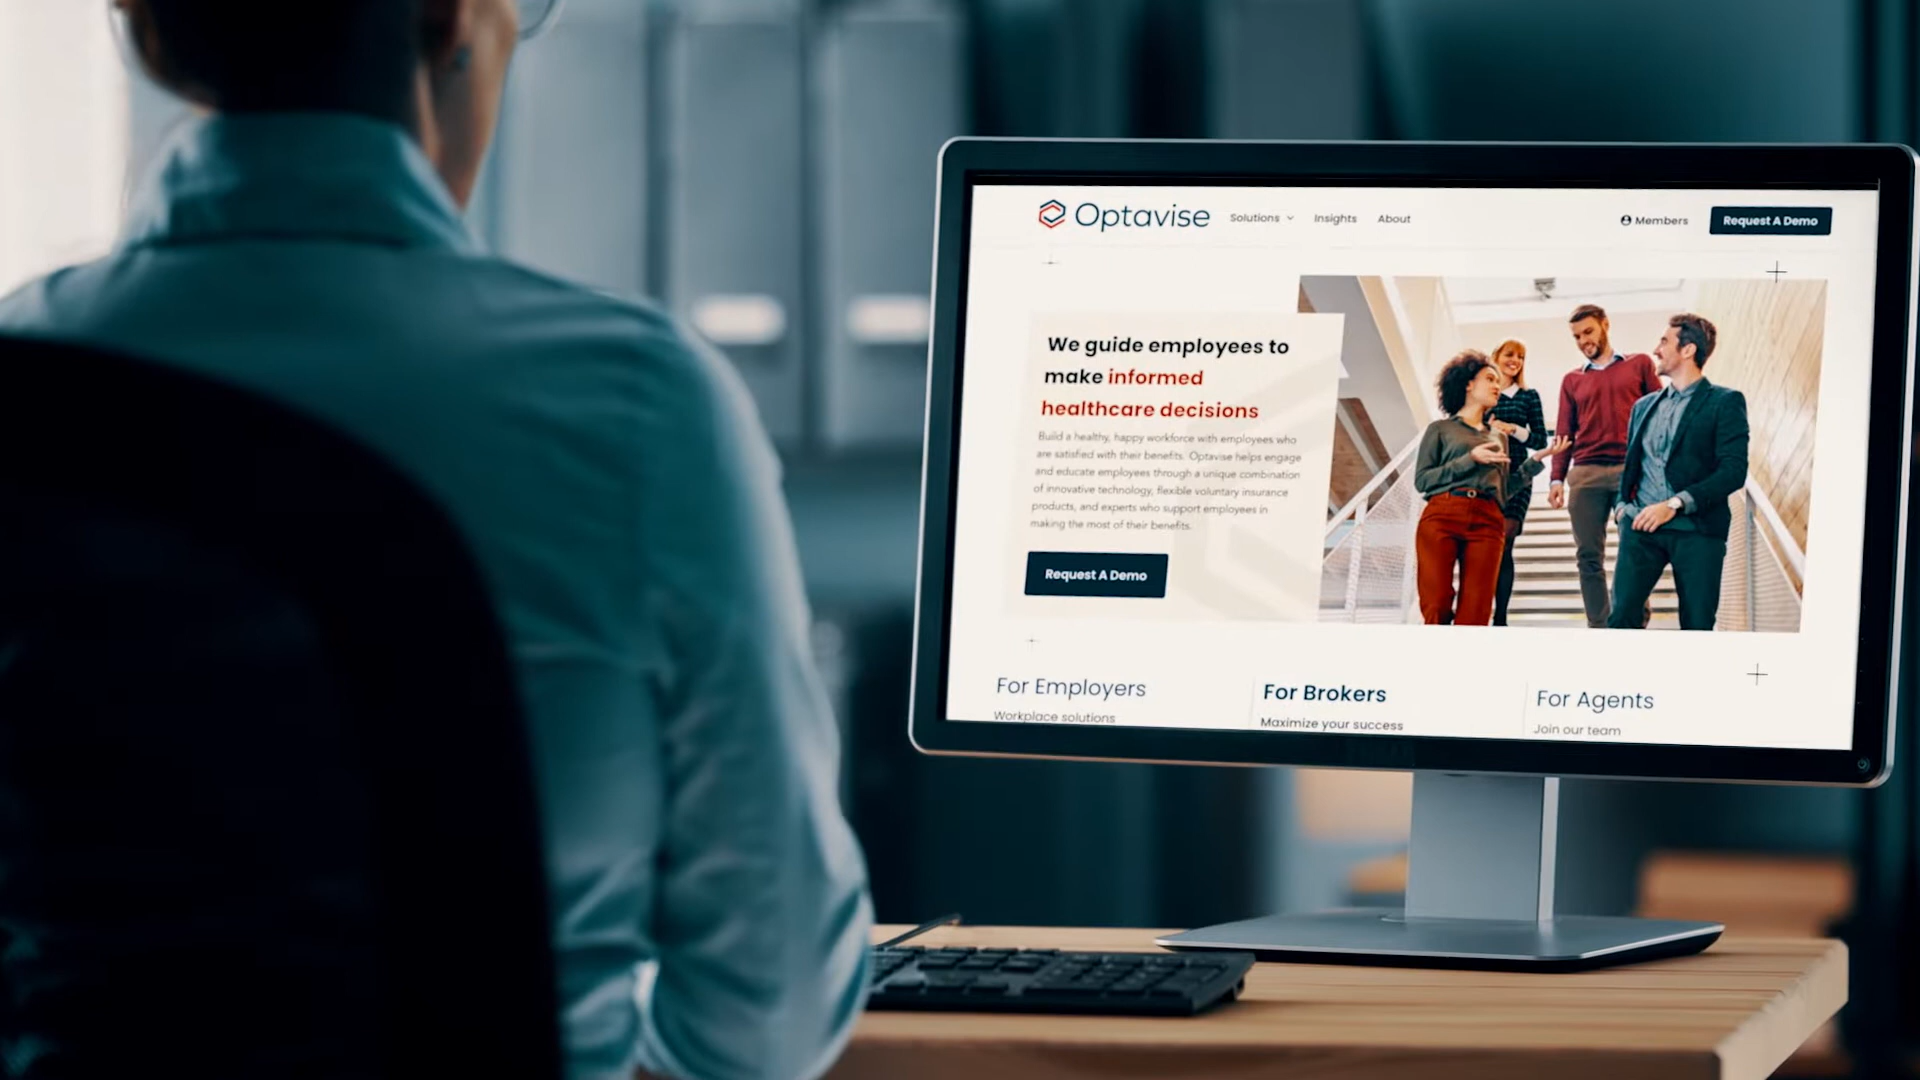 Optavise
Solutions
Insights
About
Members
Request A Demo
We guide employees to
make informed
healthcare decisions
Build a healthy, happy workforce with employees who
are satisfied with their benefits. Optavise helps engage
and educate employees through a unique combination
of innovative technology, flexible voluntary insurance
products, and experts who support employees in
making the most of their benefits.
Request A Demo
For Employers
Workplace solutions
For Brokers
Maximize your success
For Agents
Join our team